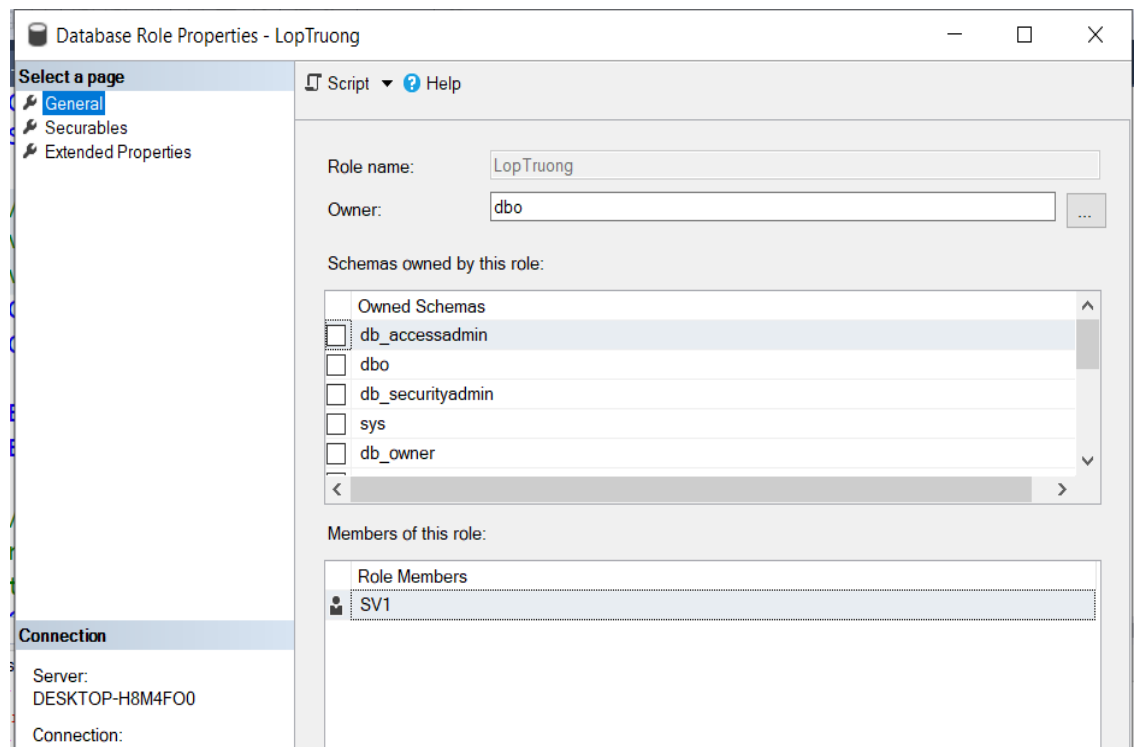 Database Role Properties - LopTruong
Select a page
General
Securables
Extended Properties
Script
Help
Role name:
LopTruong
Owner:
dbo
...
Schemas owned by this role:
Owned Schemas
db_accessadmin
dbo
db_securityadmin
sys
db_owner
Members of this role:
Role Members
SV1
Connection
Server:
DESKTOP-H8M4FO0
Connection: